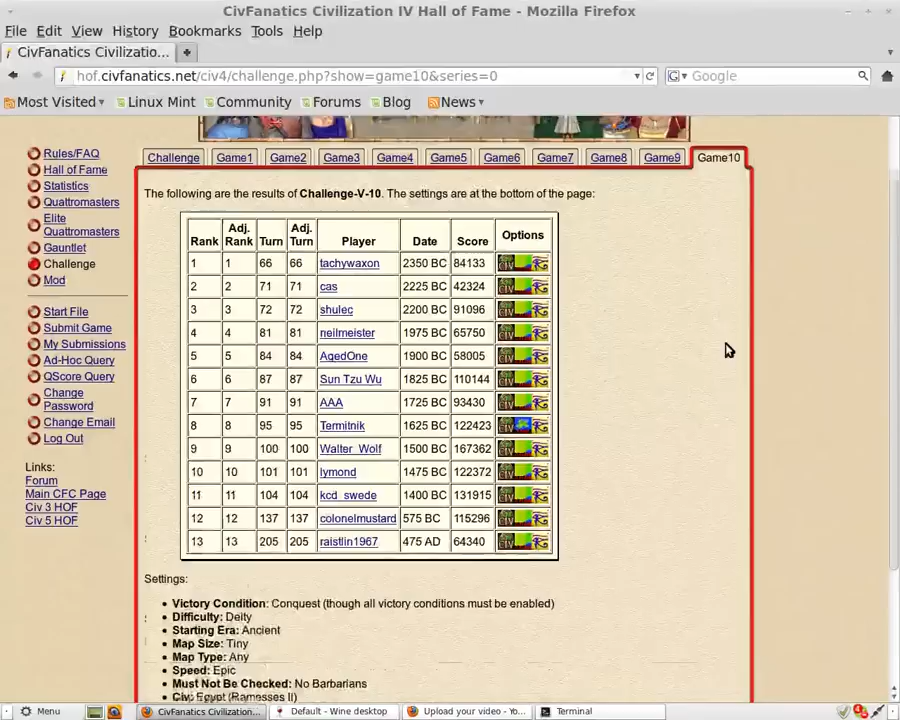 CivFanatics Civilization IV Hall of Fame - Mozilla Firefox
File Edit View History Bookmarks Tools Help
CivFanatics Civilizatio...
hof.civfanatics.net/civ4/challenge.php?show=game10&series=0
Google
Most Visited Linux Mint Community Forums Blog News
Rules/FAQ
Hall of Fame
Statistics
Quattromasters
Elite
Quattromasters
Gauntlet
Challenge
Mod
Start File
Submit Game
My Submissions
Ad-Hoc Query
QScore Query
Change
Password
Change Email
Log Out
Links:
Forum
Main CFC Page
Civ 3 HOF
Civ 5 HOF
Challenge Game1 Game2 Game3 Game4 Game5 Game6 Game7 Game8 Game9 Game10
The following are the results of Challenge-V-10. The settings are at the bottom of the page:
Rank Adj. Rank Turn Adj. Turn Player Date Score Options
1 1 66 66 tachywaxon 2350 BC 84133
2 2 71 71 cas 2225 BC 42324
3 3 72 72 shulec 2200 BC 91096
4 4 81 81 neilmeister 1975 BC 65750
5 5 84 84 AgedOne 1900 BC 58005
6 6 87 87 Sun Tzu Wu 1825 BC 110144
7 7 91 91 AAA 1725 BC 93430
8 8 95 95 Termitnik 1625 BC 122423
9 9 100 100 Walter_Wolf 1500 BC 167362
10 10 101 101 lymond 1475 BC 122372
11 11 104 104 kcd_swede 1400 BC 131915
12 12 137 137 colonelmustard 575 BC 115296
13 13 205 205 raistlin1967 475 AD 64340
Settings:
Victory Condition: Conquest (though all victory conditions must be enabled)
Difficulty: Deity
Starting Era: Ancient
Map Size: Tiny
Map Type: Any
Speed: Epic
Must Not Be Checked: No Barbarians
Civ: Egypt (Ramesses II)
Menu CivFanatics Civilization... Default - Wine desktop Upload your video - Yo... Terminal